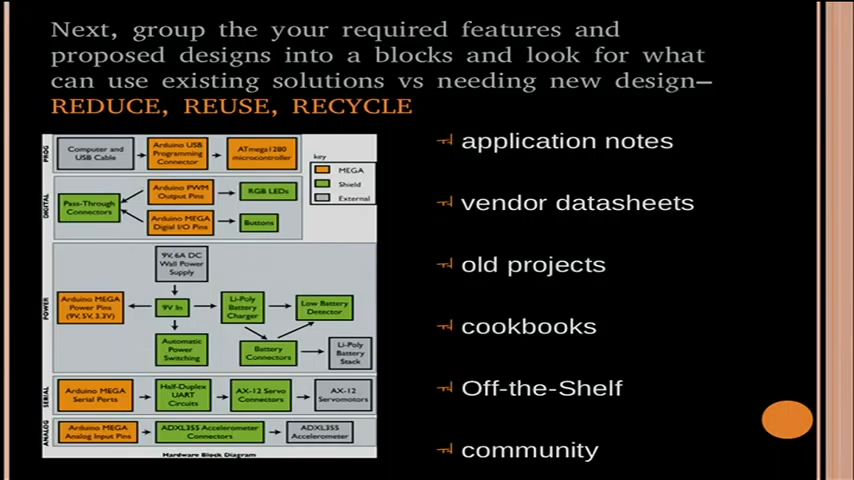 Next, group the your required features and
proposed designs into a blocks and look for what
can use existing solutions vs needing new design–
REDUCE, REUSE, RECYCLE
application notes
vendor datasheets
old projects
cookbooks
Off-the-Shelf
community
PROG
Computer and
USB Cable
Arduino USB
Programming
Connector
ATmega1280
microcontroller
key
MEGA
Shield
External
DIGITAL
Pass-Through
Connectors
Arduino PWM
Output Pins
RGB LEDs
Arduino MEGA
Digial I/O Pins
Buttons
POWER
9V, 6A DC
Wall Power
Supply
Arduino MEGA
Power Pins
(9V, 5V, 3.3V)
9V In
Li-Poly
Battery
Charger
Low Battery
Detector
Automatic
Power
Switching
Battery
Connectors
Li-Poly
Battery
Stack
SERIAL
Arduino MEGA
Serial Ports
Half-Duplex
UART
Circuits
AX-12 Servo
Connectors
AX-12
Servomotors
ANALOG
Arduino MEGA
Analog Input Pins
ADXL355 Accelerometer
Connectors
ADXL355
Accelerometer
Hardware Block Diagram